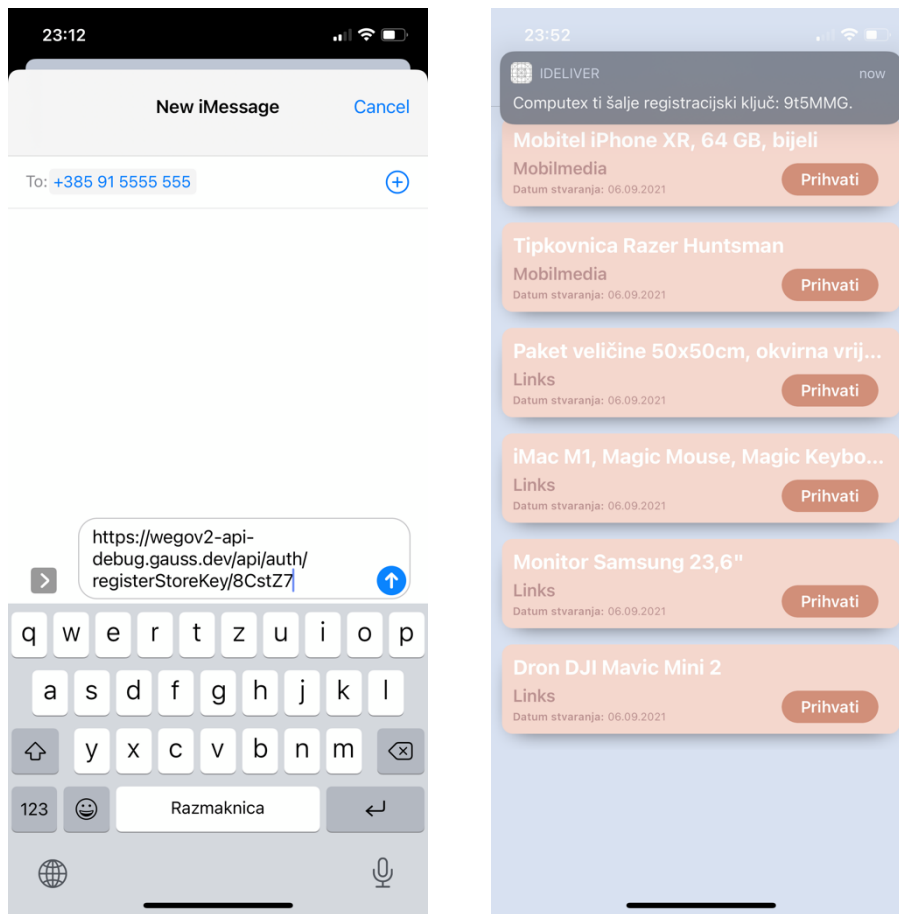 23:12
New iMessage
Cancel
To: +385 91 5555 555
https://wegov2-api-
debug.gauss.dev/api/auth/
registerStoreKey/8CstZ7
q w e r t z u i o p
a s d f g h j k l
y x c v b n m
123
Razmaknica
23:52
IDELIVER
now
Computex ti šalje registracijski ključ: 9t5MMG.
Mobitel iPhone XR, 64 GB, bijeli
Mobilmedia
Datum stvaranja: 06.09.2021
Prihvati
Tipkovnica Razer Huntsman
Mobilmedia
Datum stvaranja: 06.09.2021
Prihvati
Paket veličine 50x50cm, okvirna vrij...
Links
Datum stvaranja: 06.09.2021
Prihvati
iMac M1, Magic Mouse, Magic Keybo...
Links
Datum stvaranja: 06.09.2021
Prihvati
Monitor Samsung 23,6"
Links
Datum stvaranja: 06.09.2021
Prihvati
Dron DJI Mavic Mini 2
Links
Datum stvaranja: 06.09.2021
Prihvati